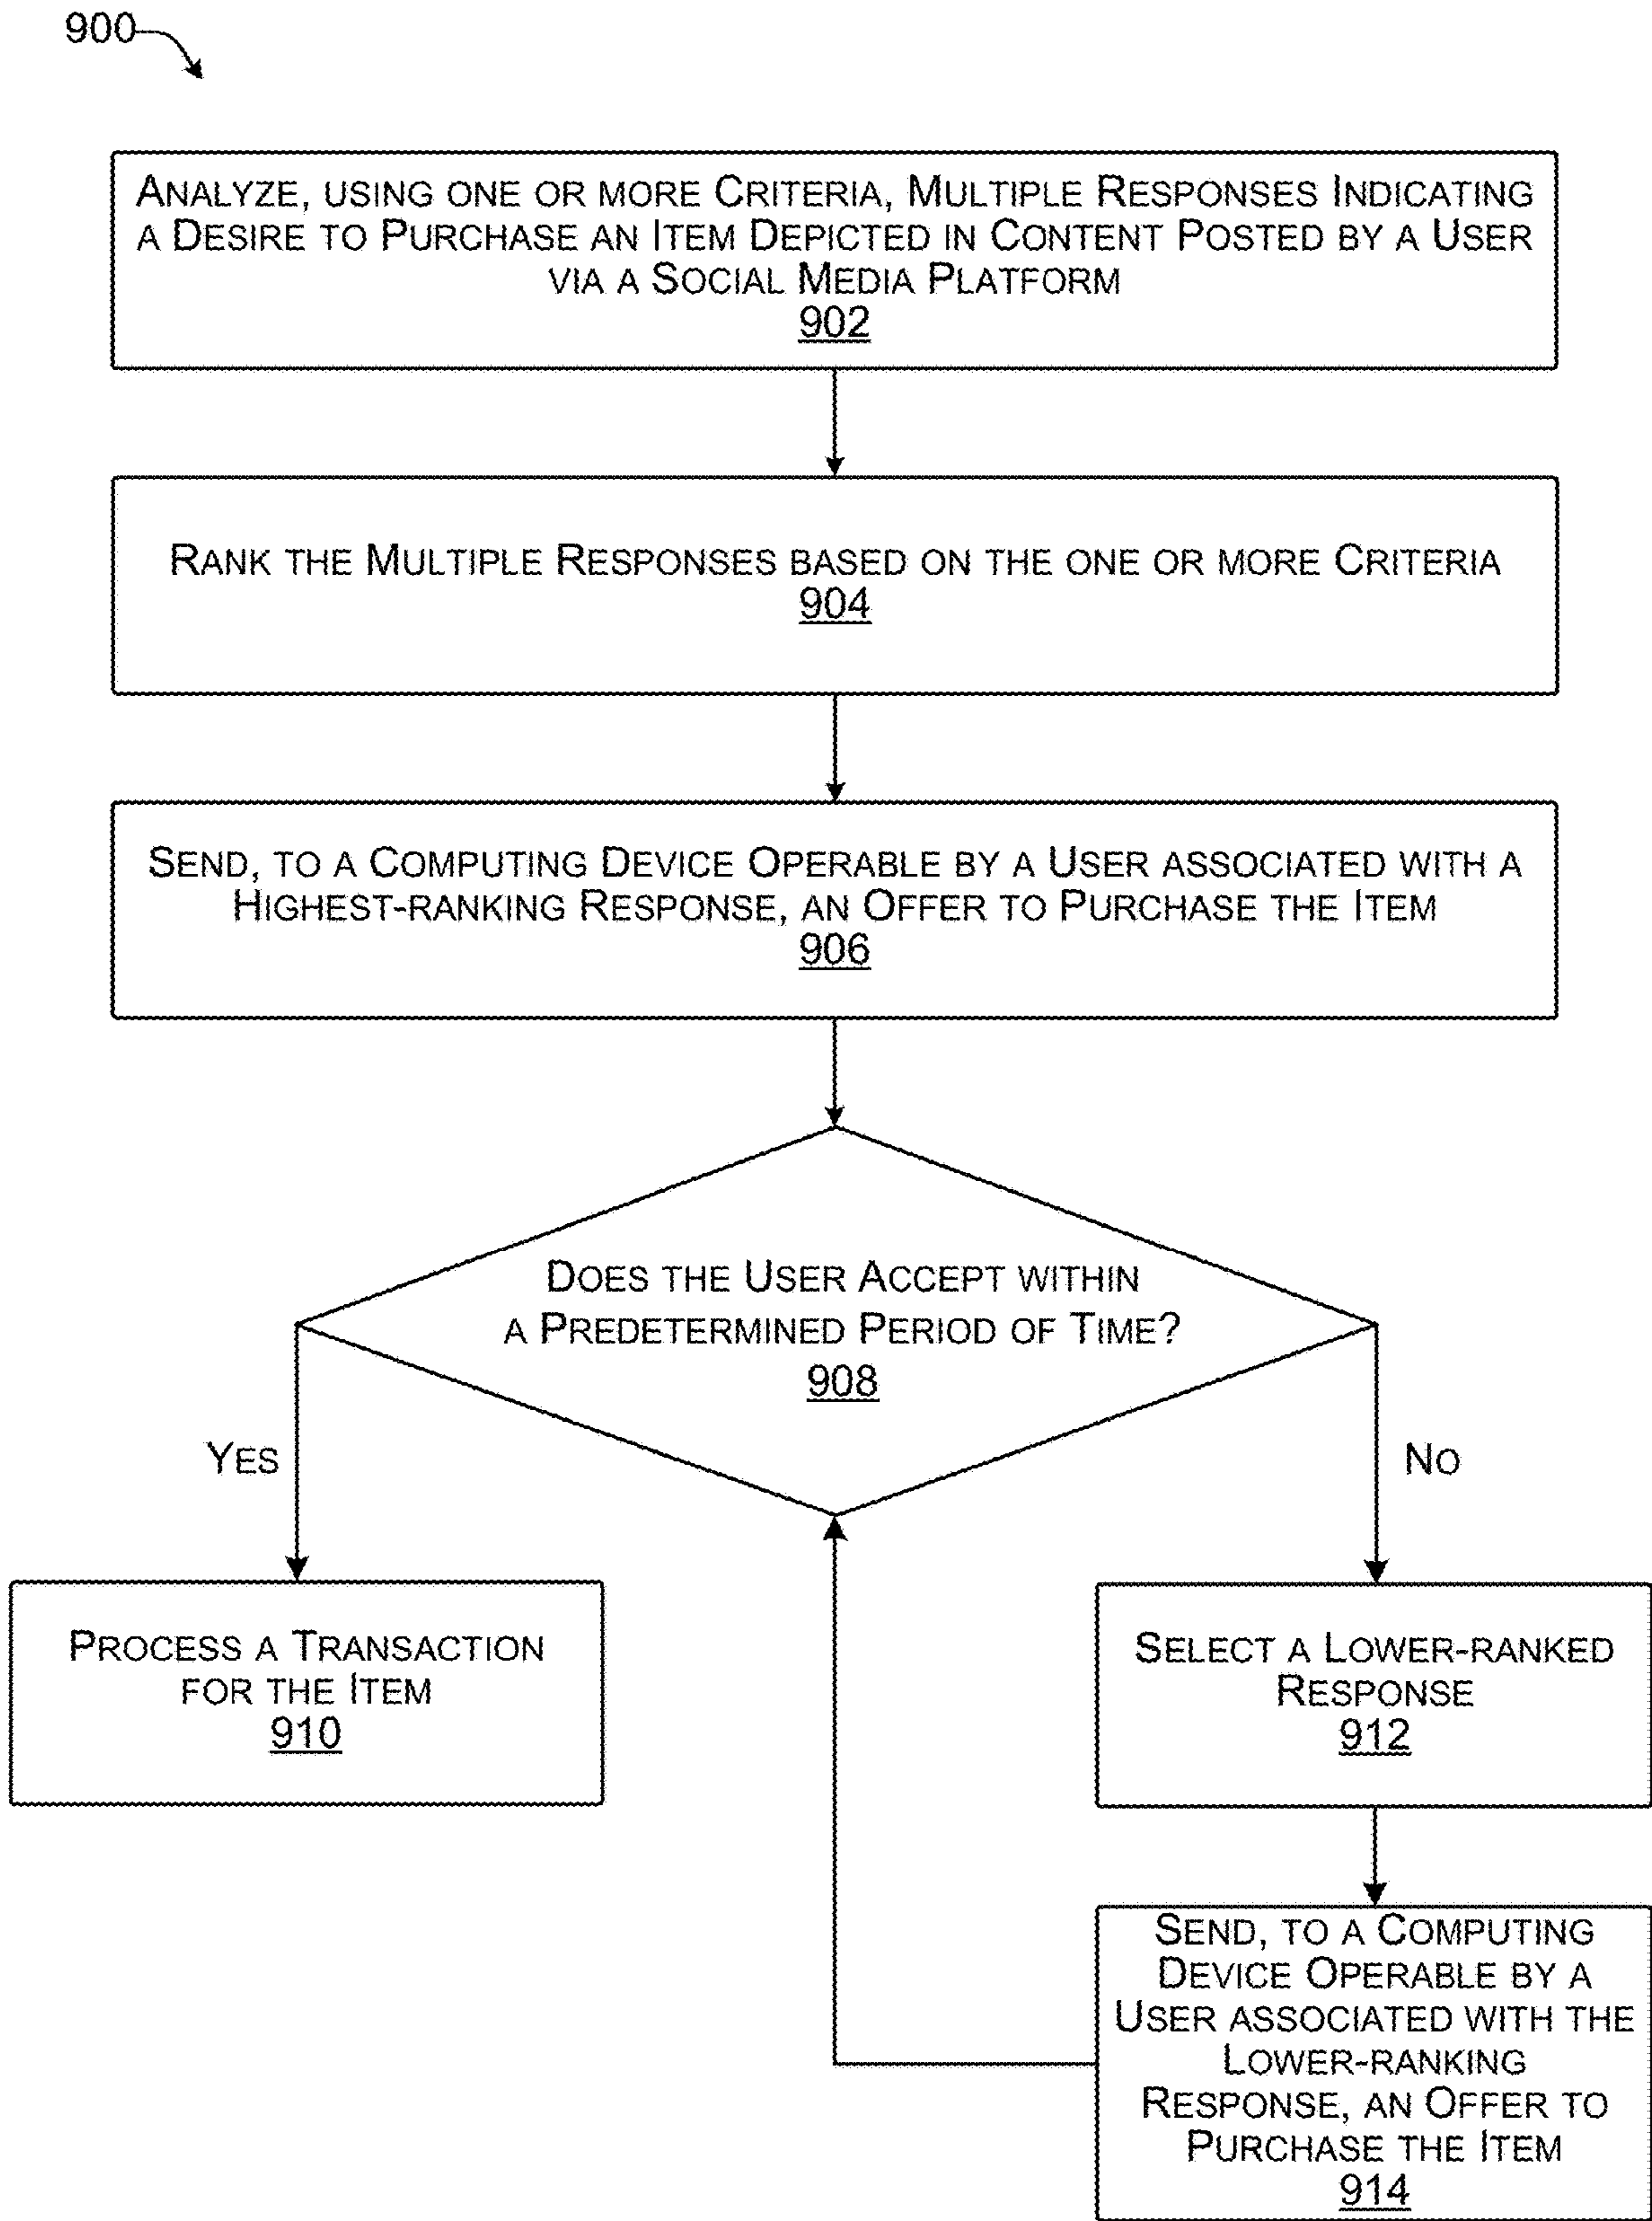 900
ANALYZE, USING ONE OR MORE CRITERIA, MULTIPLE RESPONSES INDICATING
A DESIRE TO PURCHASE AN ITEM DEPICTED IN CONTENT POSTED BY A USER
VIA A SOCIAL MEDIA PLATFORM
902
RANK THE MULTIPLE RESPONSES BASED ON THE ONE OR MORE CRITERIA
904
SEND, TO A COMPUTING DEVICE OPERABLE BY A USER ASSOCIATED WITH A
HIGHEST-RANKING RESPONSE, AN OFFER TO PURCHASE THE ITEM
906
DOES THE USER ACCEPT WITHIN
A PREDETERMINED PERIOD OF TIME?
908
YES
NO
PROCESS A TRANSACTION
FOR THE ITEM
910
SELECT A LOWER-RANKED
RESPONSE
912
SEND, TO A COMPUTING
DEVICE OPERABLE BY A
USER ASSOCIATED WITH THE
LOWER-RANKING
RESPONSE, AN OFFER TO
PURCHASE THE ITEM
914